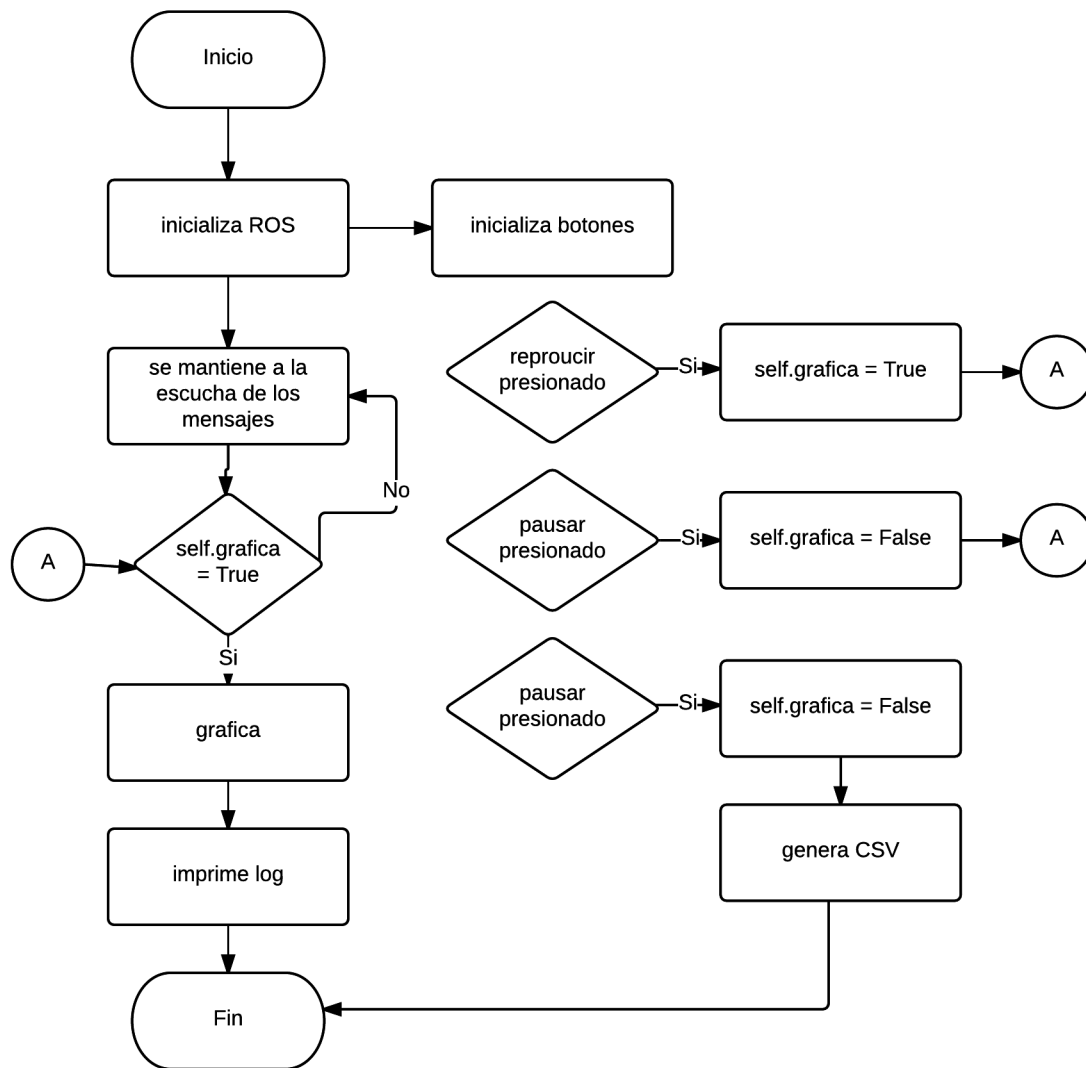 Inicio
inicializa ROS
inicializa botones
se mantiene a la
escucha de los
mensajes
reproucir
presionado
Si
self.grafica = True
A
No
pausar
presionado
Si
self.grafica = False
A
A
self.grafica
= True
Si
pausar
presionado
Si
self.grafica = False
grafica
genera CSV
imprime log
Fin